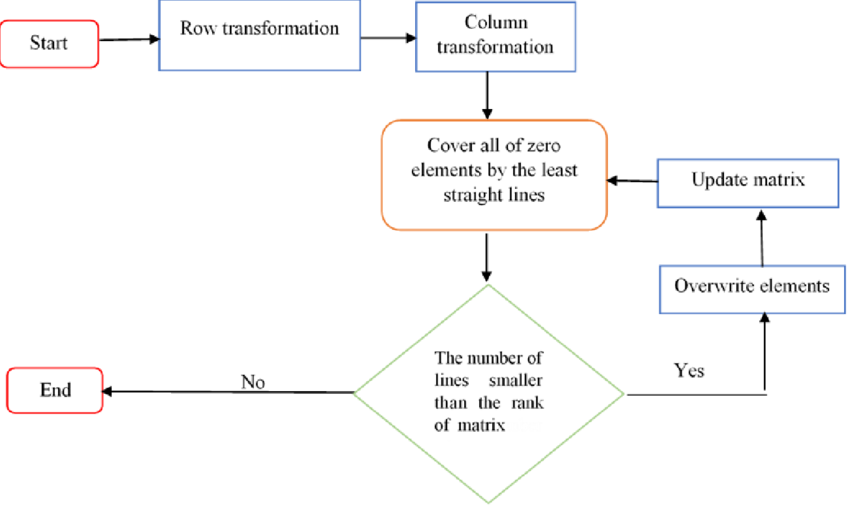 Start
Row transformation
Column
transformation
Cover all of zero
elements by the least
straight lines
Update matrix
Overwrite elements
The number of
lines smaller
than the rank
of matrix
Yes
No
End